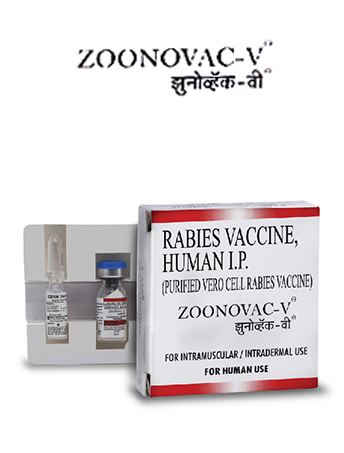 ZOONOVAC-V
झुनोव्हॅक-वी
RABIES VACCINE,
HUMAN I.P.
(PURIFIED VERO CELL RABIES VACCINE)
ZOONOVAC-V
झुनोव्हॅक-वी
FOR INTRAMUSCULAR / INTRADERMAL USE
FOR HUMAN USE